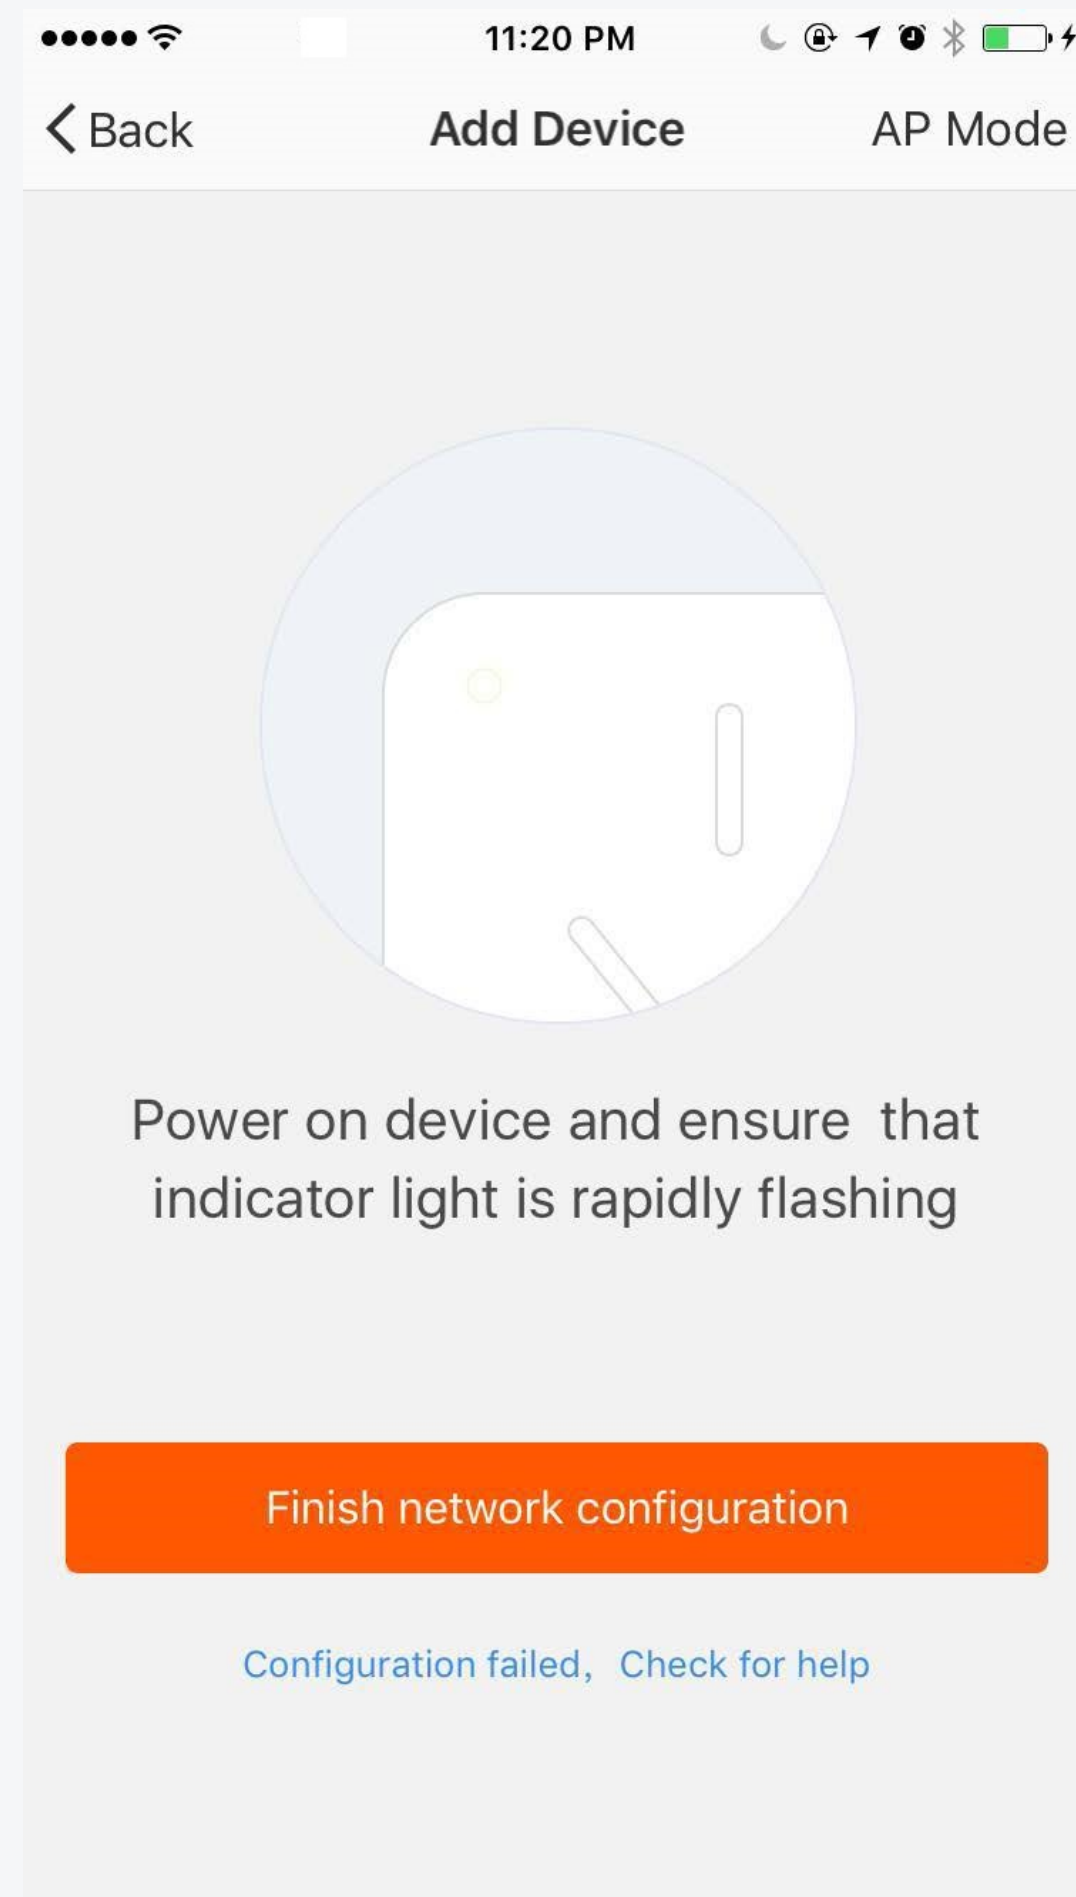 11:20 PM
Back
Add Device
AP Mode
Power on device and ensure  that
indicator light is rapidly flashing
Finish network configuration
Configuration failed,  Check for help